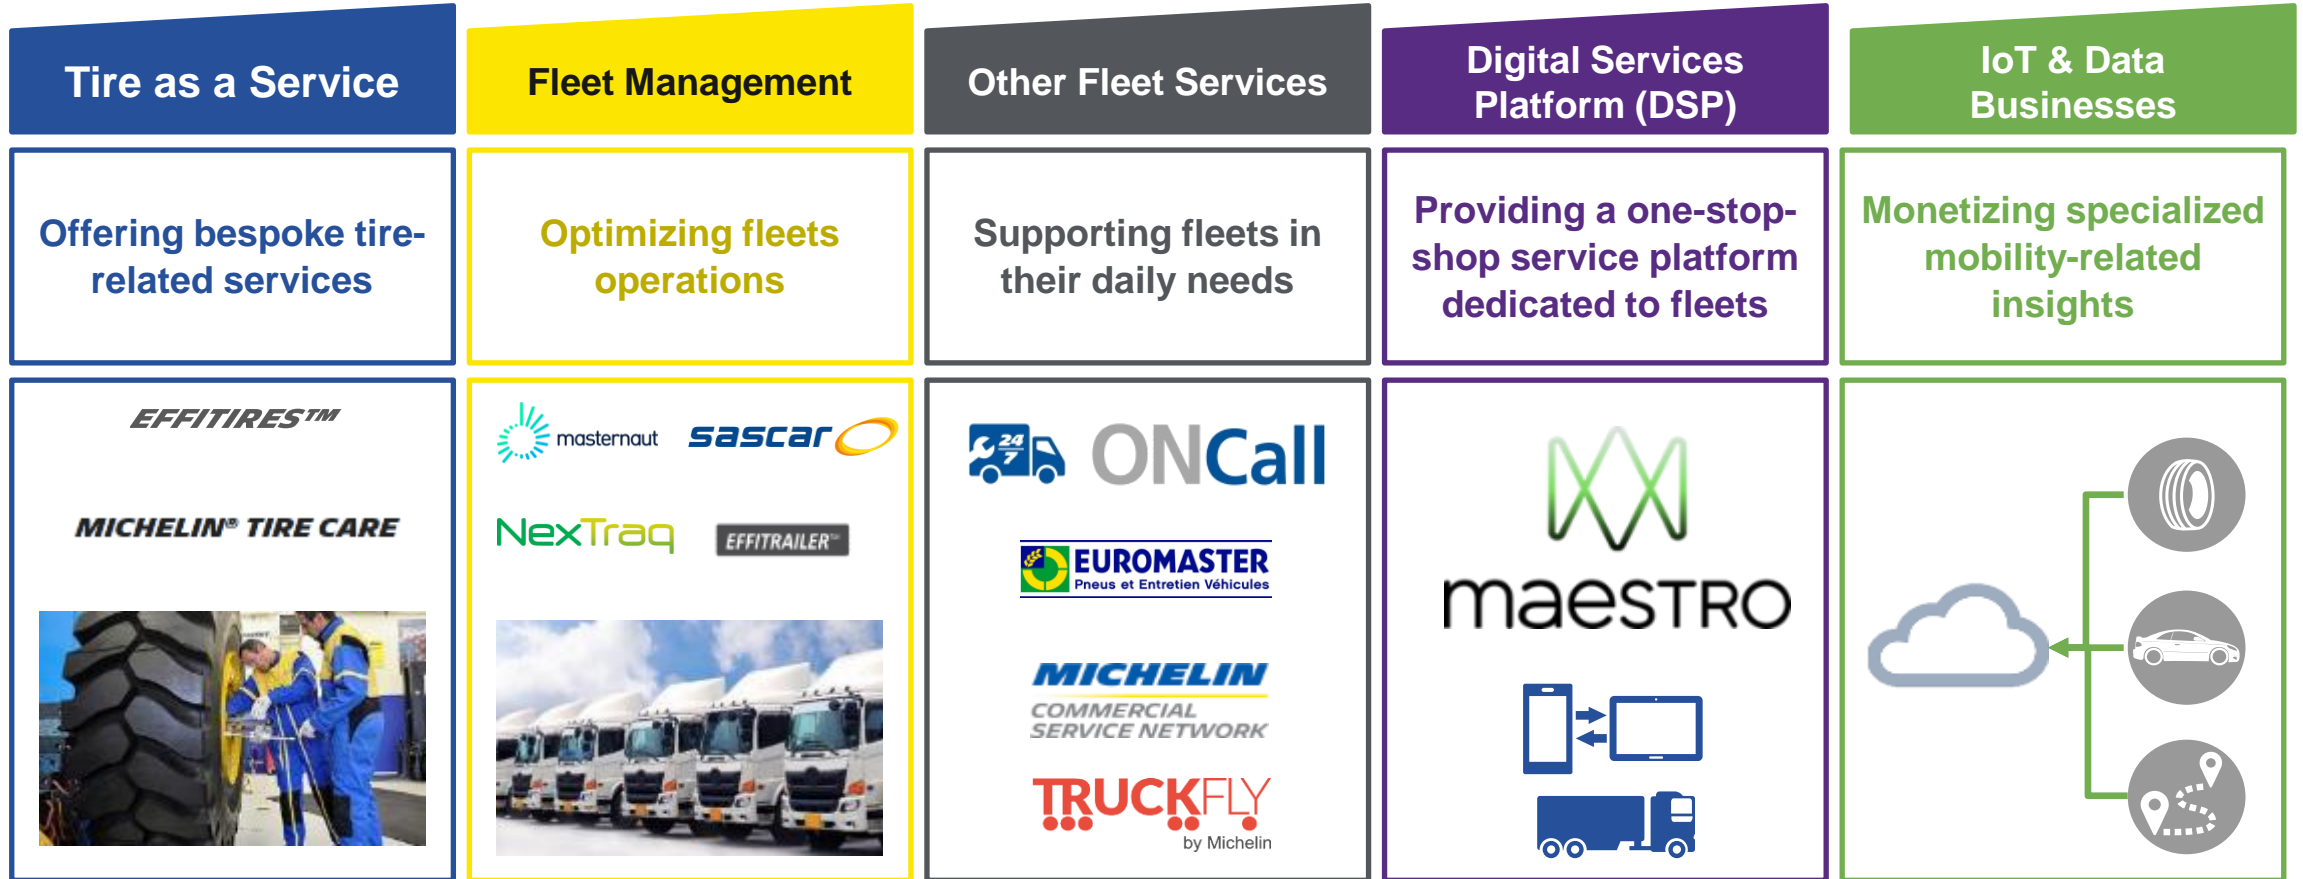 Tire as a Service
Fleet Management
Other Fleet Services
Digital Services
Platform (DSP)
IoT & Data
Businesses
Offering bespoke tire-
related services
Optimizing fleets
operations
Supporting fleets in
their daily needs
Providing a one-stop-
shop service platform
dedicated to fleets
Monetizing specialized
mobility-related
insights
EFFITIRES™
MICHELIN® TIRE CARE
masternaut
sascar
NexTraq
EFFITRAILER™
24
7
ONCall
EUROMASTER
Pneus et Entretien Véhicules
MICHELIN
COMMERCIAL
SERVICE NETWORK
TRUCKFLY
by Michelin
maesTRO